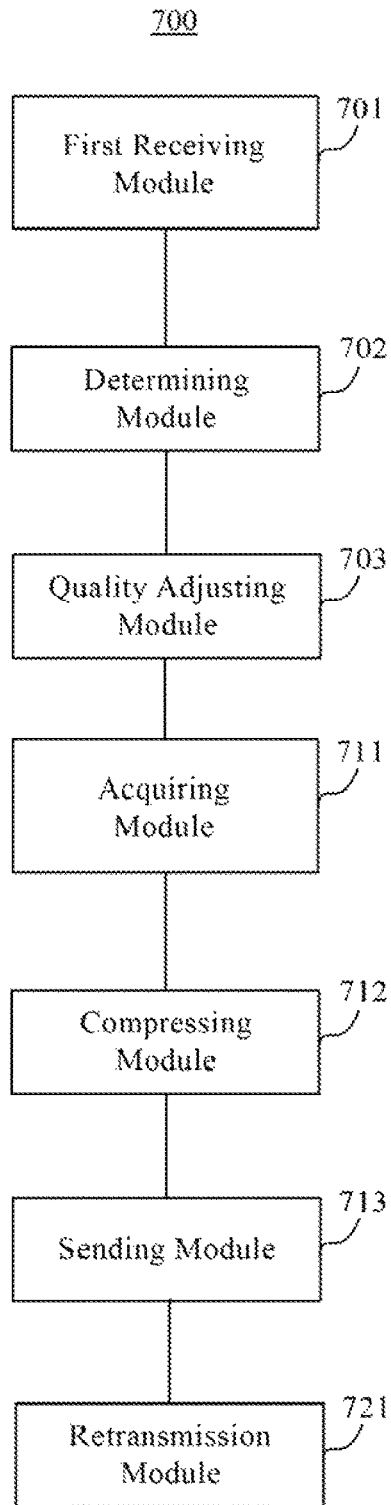 700
701
First Receiving
Module
702
Determining
Module
703
Quality Adjusting
Module
711
Acquiring
Module
712
Compressing
Module
713
Sending Module
721
Retransmission
Module